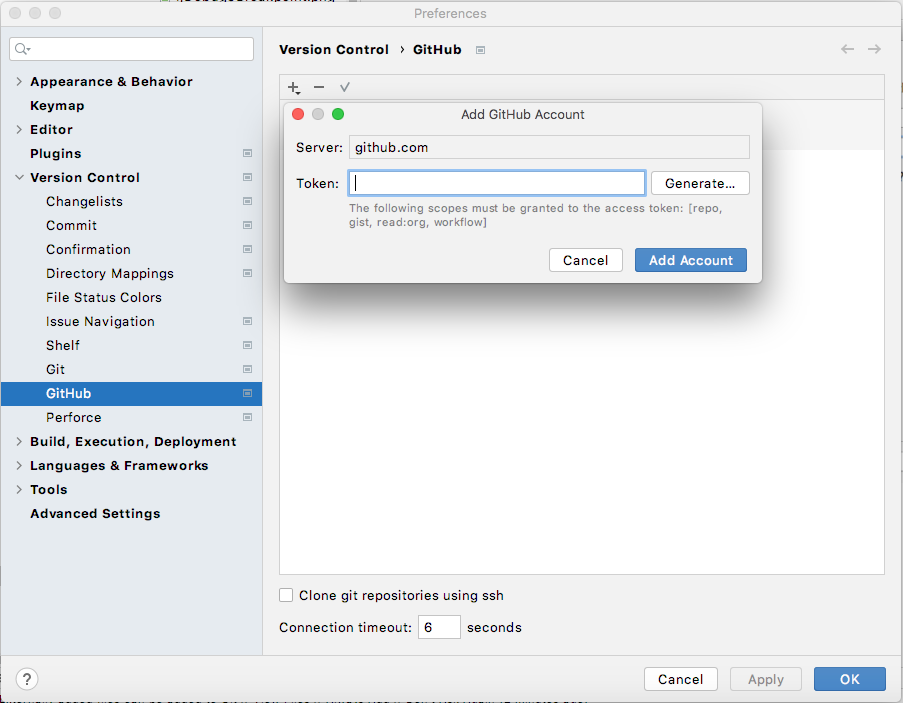 Preferences
Version Control › GitHub
Appearance & Behavior
Keymap
Editor
Plugins
Version Control
Changelists
Commit
Confirmation
Directory Mappings
File Status Colors
Issue Navigation
Shelf
Git
GitHub
Perforce
Build, Execution, Deployment
Languages & Frameworks
Tools
Advanced Settings
Add GitHub Account
Server: github.com
Token: Generate...
The following scopes must be granted to the access token: [repo,
gist, read:org, workflow]
Cancel Add Account
Clone git repositories using ssh
Connection timeout: 6 seconds
? Cancel Apply OK